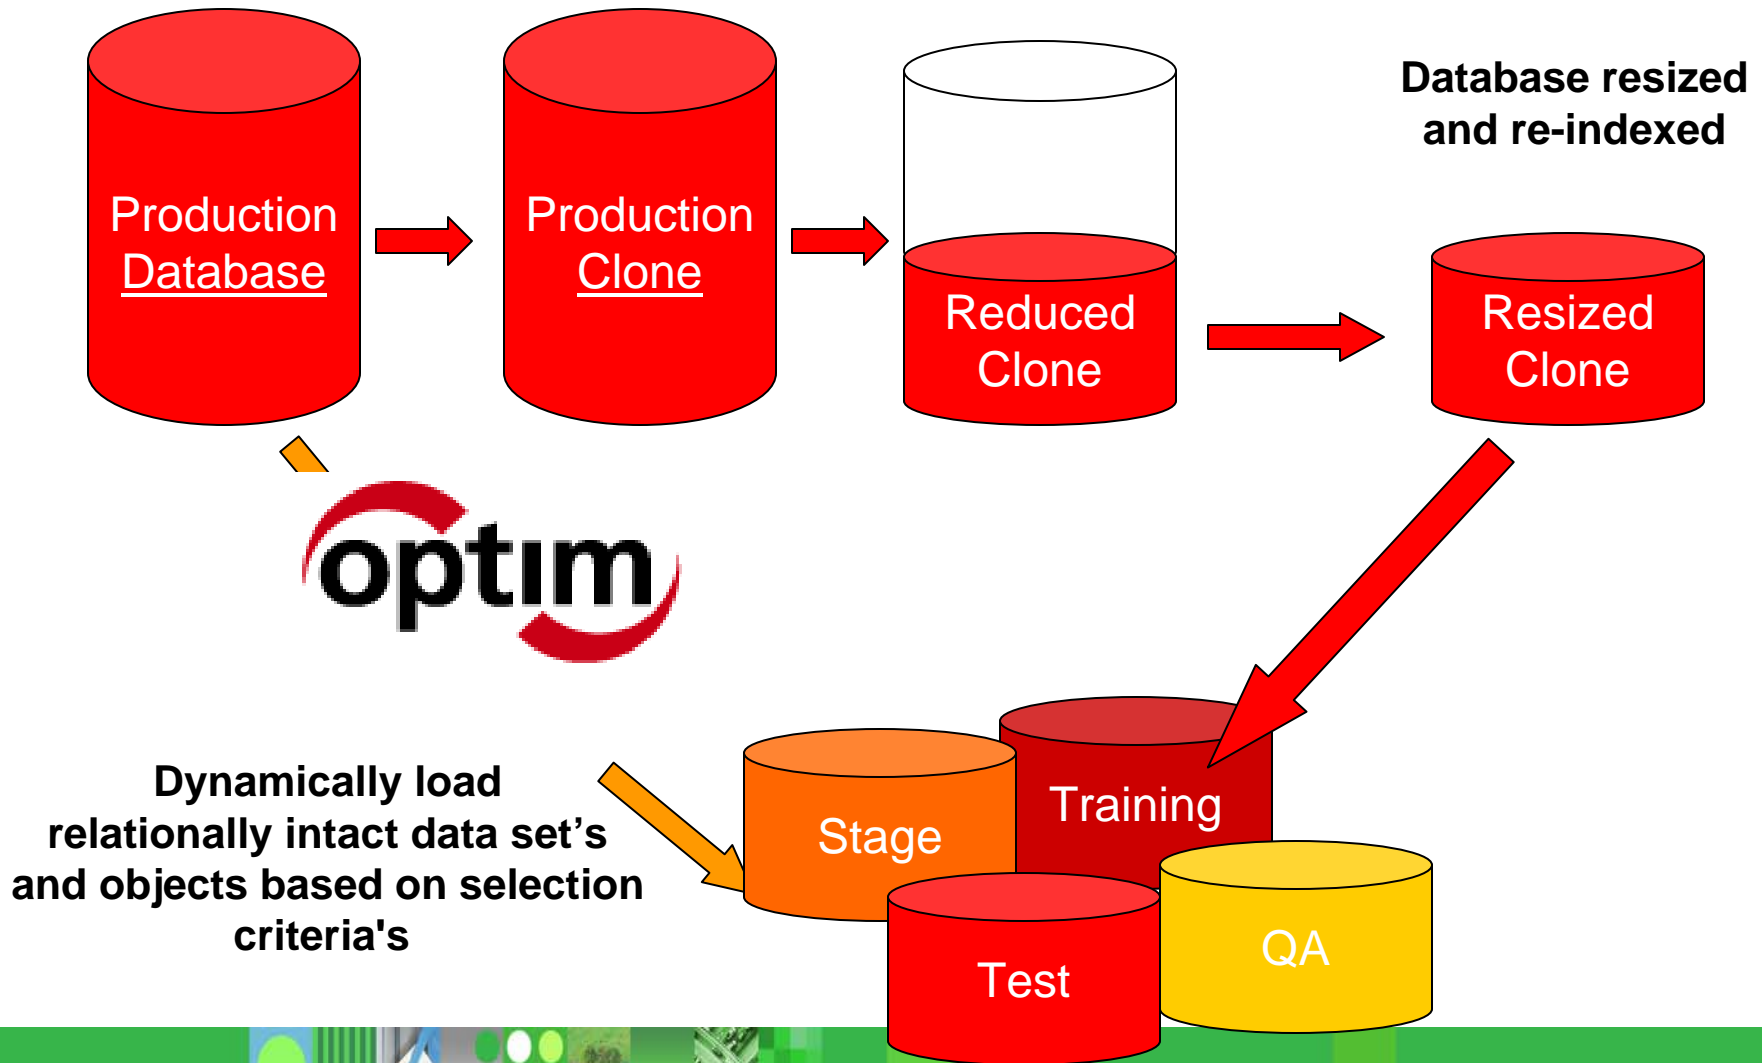 Production
Database
Production
Clone
Reduced
Clone
Database resized
and re-indexed
Resized
Clone
optim
Dynamically load
relationally intact data set’s
and objects based on selection
criteria's
Stage
Training
Test
QA